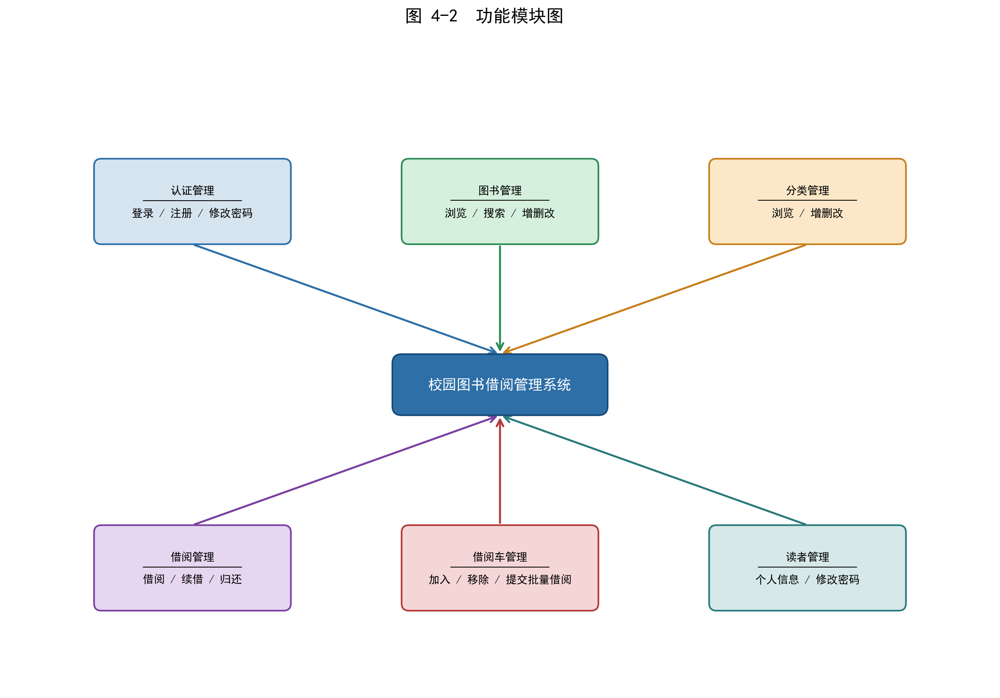 图 4-2 功能模块图
认证管理
登录 / 注册 / 修改密码
图书管理
浏览 / 搜索 / 增删改
分类管理
浏览 / 增删改
校园图书借阅管理系统
借阅管理
借阅 / 续借 / 归还
借阅车管理
加入 / 移除 / 提交批量借阅
读者管理
个人信息 / 修改密码